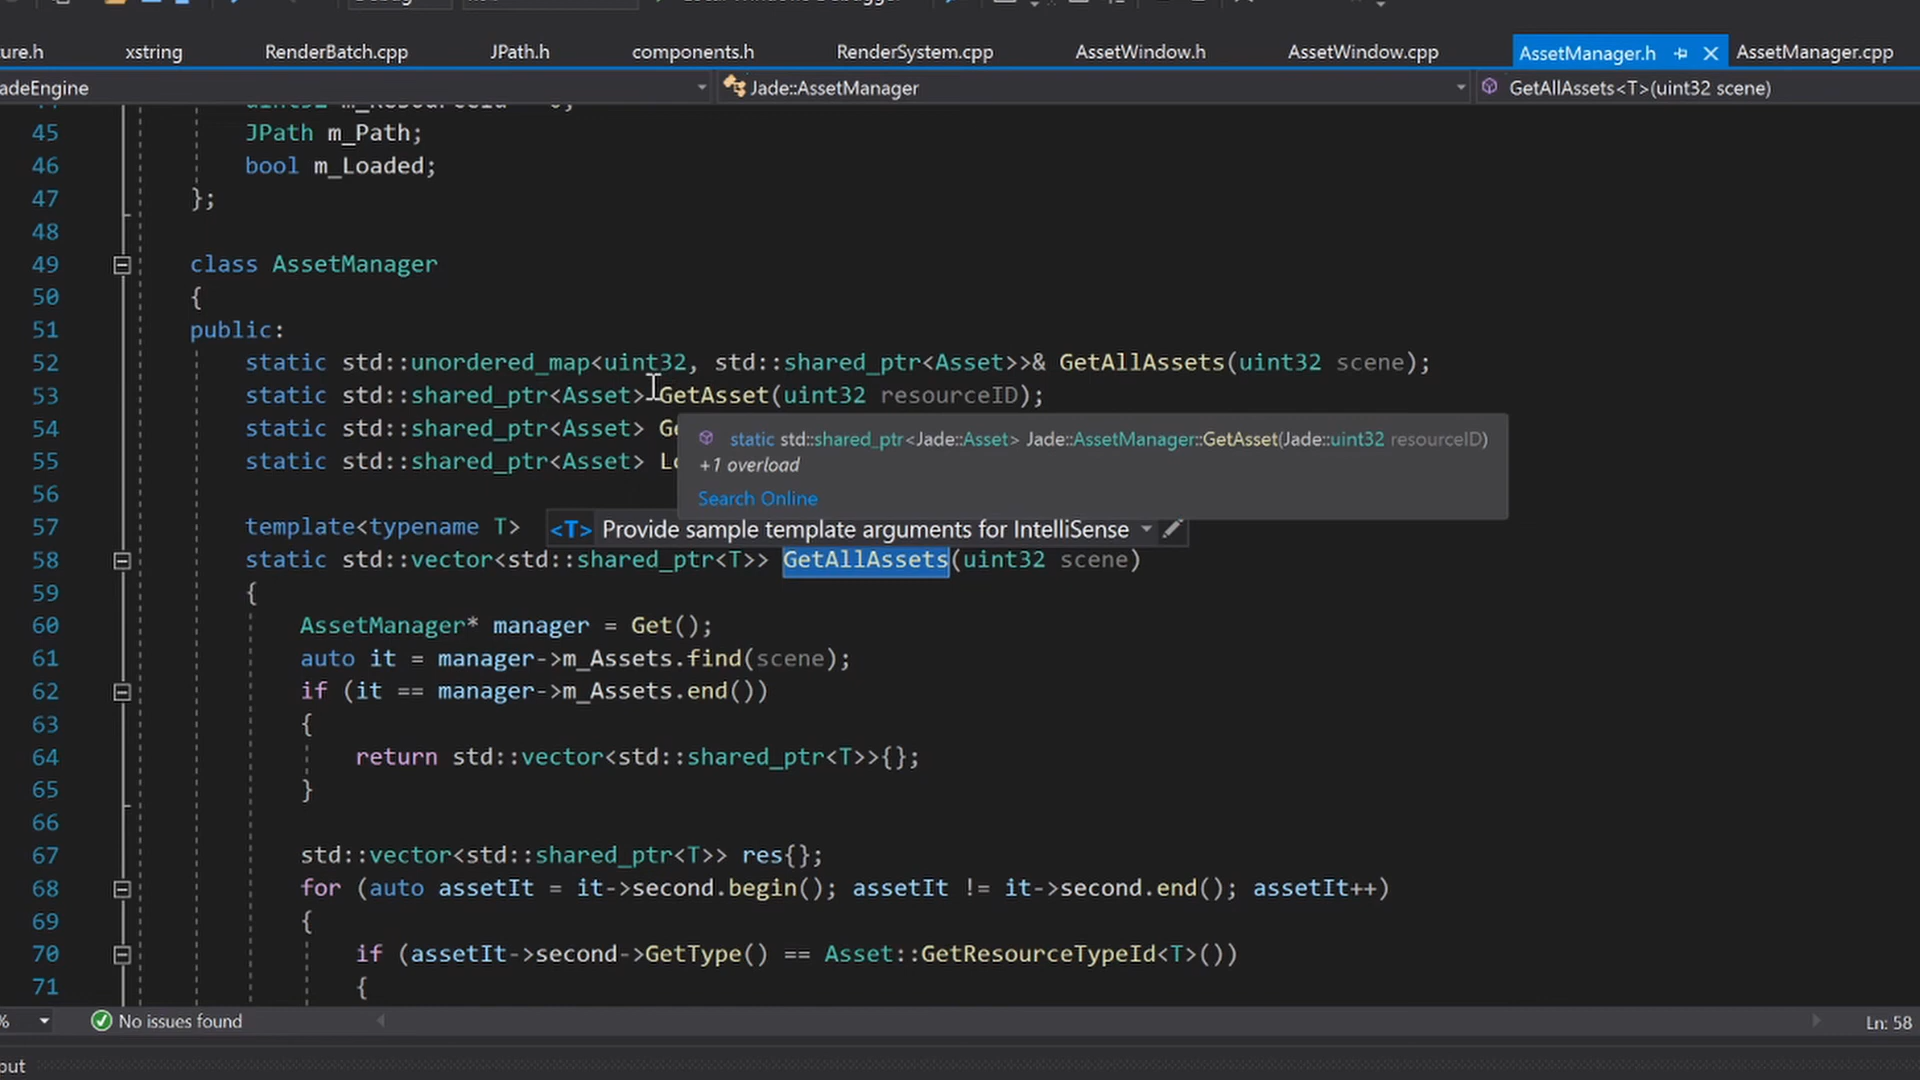 ure.h xstring RenderBatch.cpp JPath.h components.h RenderSystem.cpp AssetWindow.h AssetWindow.cpp AssetManager.h AssetManager.cpp
adeEngine Jade::AssetManager GetAllAssets<T>(uint32 scene)
45 JPath m_Path;
46 bool m_Loaded;
47 };
48
49 class AssetManager
50 {
51 public:
52 static std::unordered_map<uint32, std::shared_ptr<Asset>>& GetAllAssets(uint32 scene);
53 static std::shared_ptr<Asset> GetAsset(uint32 resourceID);
54 static std::shared_ptr<Asset> Ge
static std::shared_ptr<Jade::Asset> Jade::AssetManager::GetAsset(Jade::uint32 resourceID)
+1 overload
55 static std::shared_ptr<Asset> Lo
Search Online
56
57 template<typename T> <T> Provide sample template arguments for IntelliSense
58 static std::vector<std::shared_ptr<T>> GetAllAssets(uint32 scene)
59 {
60 AssetManager* manager = Get();
61 auto it = manager->m_Assets.find(scene);
62 if (it == manager->m_Assets.end())
63 {
64 return std::vector<std::shared_ptr<T>>{};
65 }
66
67 std::vector<std::shared_ptr<T>> res{};
68 for (auto assetIt = it->second.begin(); assetIt != it->second.end(); assetIt++)
69 {
70 if (assetIt->second->GetType() == Asset::GetResourceTypeId<T>())
71 {
% No issues found Ln: 58
put